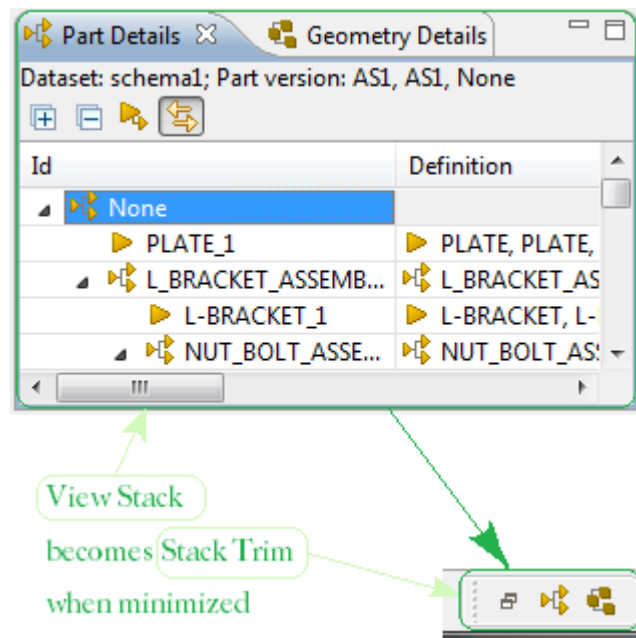 Part Details Geometry Details
Dataset: schema1; Part version: AS1, AS1, None
Id Definition
None
PLATE_1 PLATE, PLATE,
L_BRACKET_ASSEMB... L_BRACKET_AS
L-BRACKET_1 L-BRACKET, L-
NUT_BOLT_ASSE... NUT_BOLT_AS
View Stack
becomes Stack Trim
when minimized